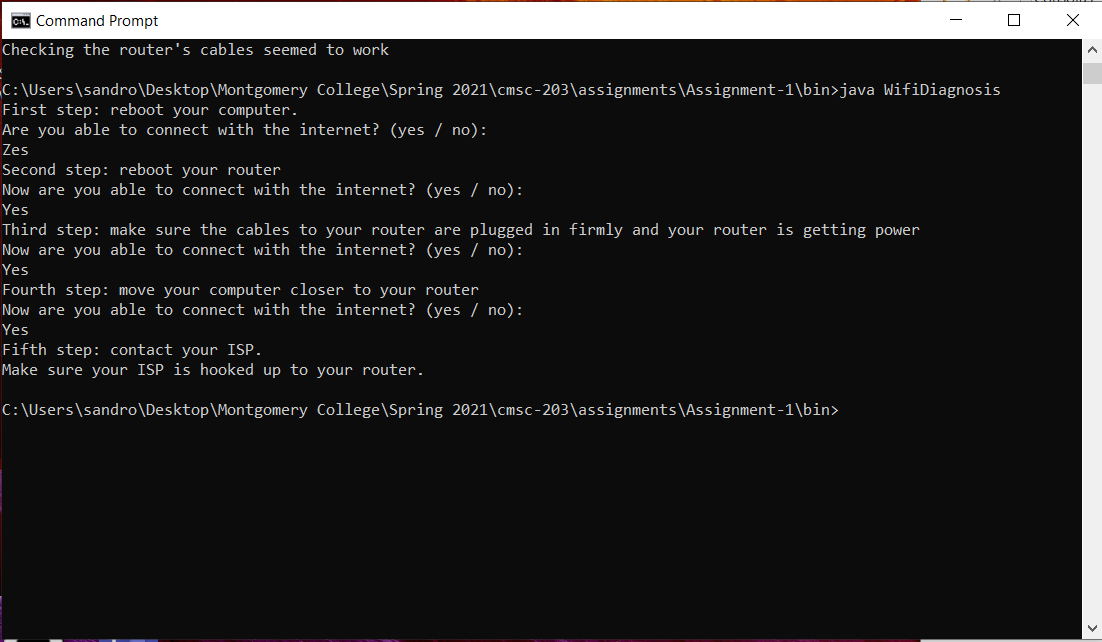 Command Prompt
Checking the router's cables seemed to work
C:\Users\sandro\Desktop\Montgomery College\Spring 2021\cmsc-203\assignments\Assignment-1\bin>java WifiDiagnosis
First step: reboot your computer.
Are you able to connect with the internet? (yes / no):
Zes
Second step: reboot your router
Now are you able to connect with the internet? (yes / no):
Yes
Third step: make sure the cables to your router are plugged in firmly and your router is getting power
Now are you able to connect with the internet? (yes / no):
Yes
Fourth step: move your computer closer to your router
Now are you able to connect with the internet? (yes / no):
Yes
Fifth step: contact your ISP.
Make sure your ISP is hooked up to your router.
C:\Users\sandro\Desktop\Montgomery College\Spring 2021\cmsc-203\assignments\Assignment-1\bin>